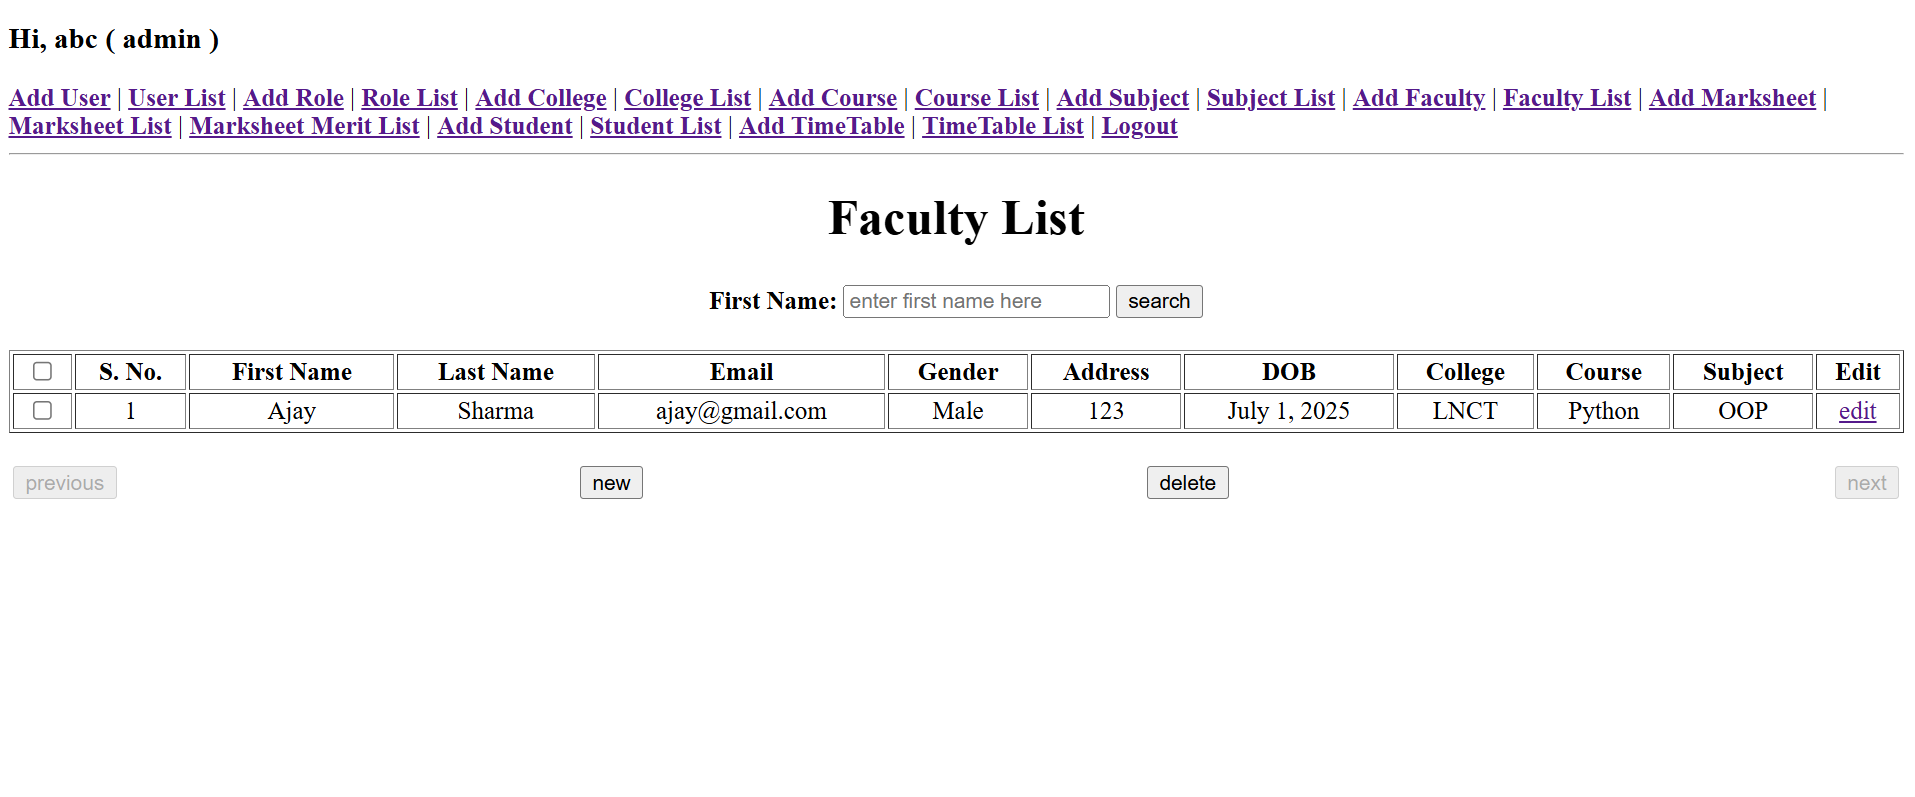 Hi, abc ( admin )
Add User | User List | Add Role | Role List | Add College | College List | Add Course | Course List | Add Subject | Subject List | Add Faculty | Faculty List | Add Marksheet |
Marksheet List | Marksheet Merit List | Add Student | Student List | Add TimeTable | TimeTable List | Logout
Faculty List
First Name: enter first name here search
S. No. First Name Last Name Email Gender Address DOB College Course Subject Edit
1 Ajay Sharma ajay@gmail.com Male 123 July 1, 2025 LNCT Python OOP edit
previous new delete next